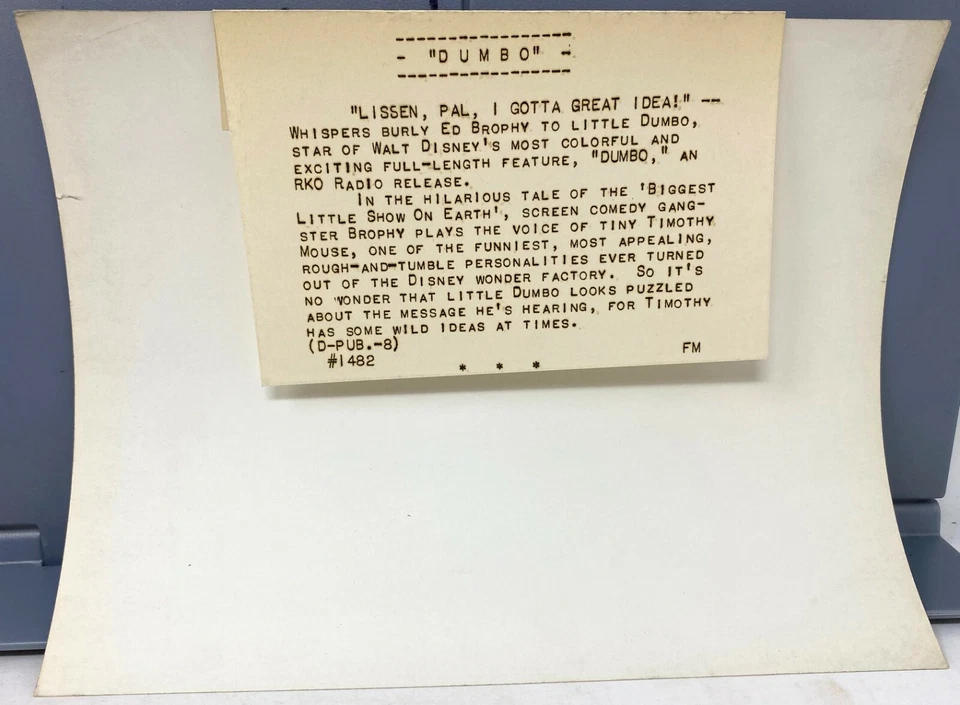 ------------------
- "D U M B O" -
------------------
"LISSEN, PAL, I GOTTA GREAT IDEA!" --
WHISPERS BURLY ED BROPHY TO LITTLE DUMBO,
STAR OF WALT DISNEY'S MOST COLORFUL AND
EXCITING FULL-LENGTH FEATURE, "DUMBO," AN
RKO RADIO RELEASE.
IN THE HILARIOUS TALE OF THE 'BIGGEST
LITTLE SHOW ON EARTH', SCREEN COMEDY GANG-
STER BROPHY PLAYS THE VOICE OF TINY TIMOTHY
MOUSE, ONE OF THE FUNNIEST, MOST APPEALING,
ROUGH-AND-TUMBLE PERSONALITIES EVER TURNED
OUT OF THE DISNEY WONDER FACTORY. SO IT'S
NO WONDER THAT LITTLE DUMBO LOOKS PUZZLED
ABOUT THE MESSAGE HE'S HEARING, FOR TIMOTHY
HAS SOME WILD IDEAS AT TIMES.
(D-PUB.-8)
#1482 FM
* * *